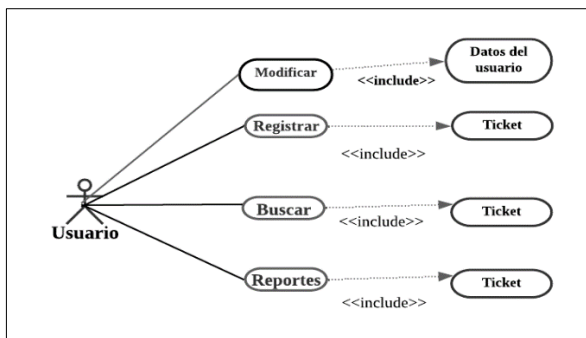 Modificar
<<include>>
Datos del
usuario
Registrar
<<include>>
Ticket
Usuario
Buscar
<<include>>
Ticket
Reportes
<<include>>
Ticket